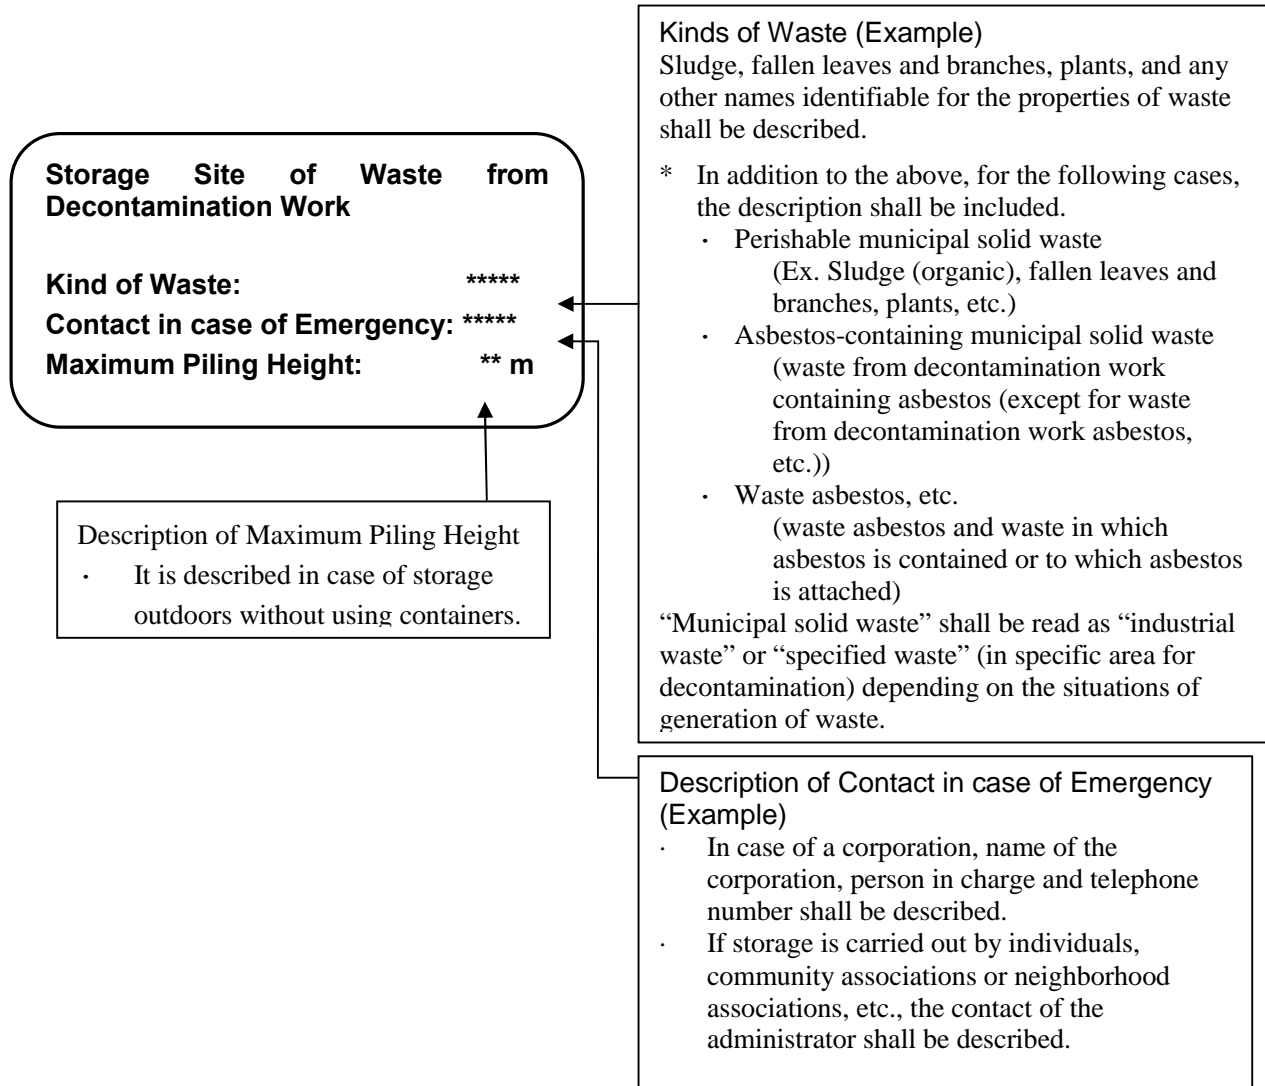 Storage Site of Waste from
Decontamination Work
Kind of Waste: *****
Contact in case of Emergency: *****
Maximum Piling Height: ** m
Description of Maximum Piling Height
· It is described in case of storage
outdoors without using containers.
Kinds of Waste (Example)
Sludge, fallen leaves and branches, plants, and any
other names identifiable for the properties of waste
shall be described.
* In addition to the above, for the following cases,
the description shall be included.
· Perishable municipal solid waste
(Ex. Sludge (organic), fallen leaves and
branches, plants, etc.)
· Asbestos-containing municipal solid waste
(waste from decontamination work
containing asbestos (except for waste
from decontamination work asbestos,
etc.))
· Waste asbestos, etc.
(waste asbestos and waste in which
asbestos is contained or to which asbestos
is attached)
“Municipal solid waste” shall be read as “industrial
waste” or “specified waste” (in specific area for
decontamination) depending on the situations of
generation of waste.
Description of Contact in case of Emergency
(Example)
· In case of a corporation, name of the
corporation, person in charge and telephone
number shall be described.
· If storage is carried out by individuals,
community associations or neighborhood
associations, etc., the contact of the
administrator shall be described.